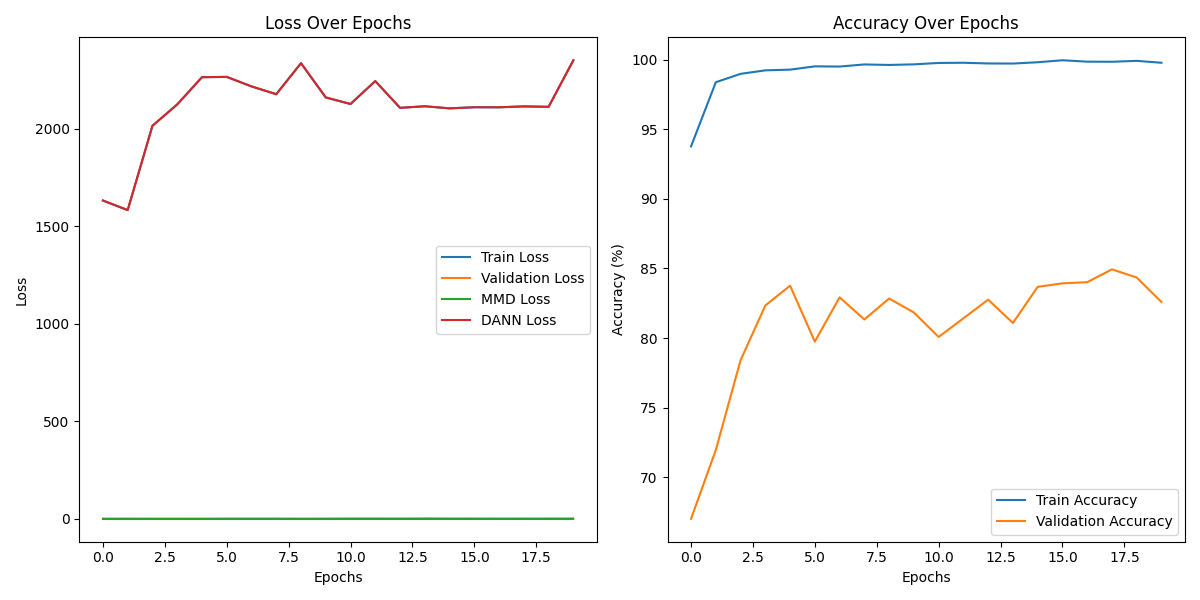 Loss Over Epochs
Loss
2000
1500
1000
500
0
0.0 2.5 5.0 7.5 10.0 12.5 15.0 17.5
Epochs
Train Loss
Validation Loss
MMD Loss
DANN Loss
Accuracy Over Epochs
Accuracy (%)
100
95
90
85
80
75
70
0.0 2.5 5.0 7.5 10.0 12.5 15.0 17.5
Epochs
Train Accuracy
Validation Accuracy